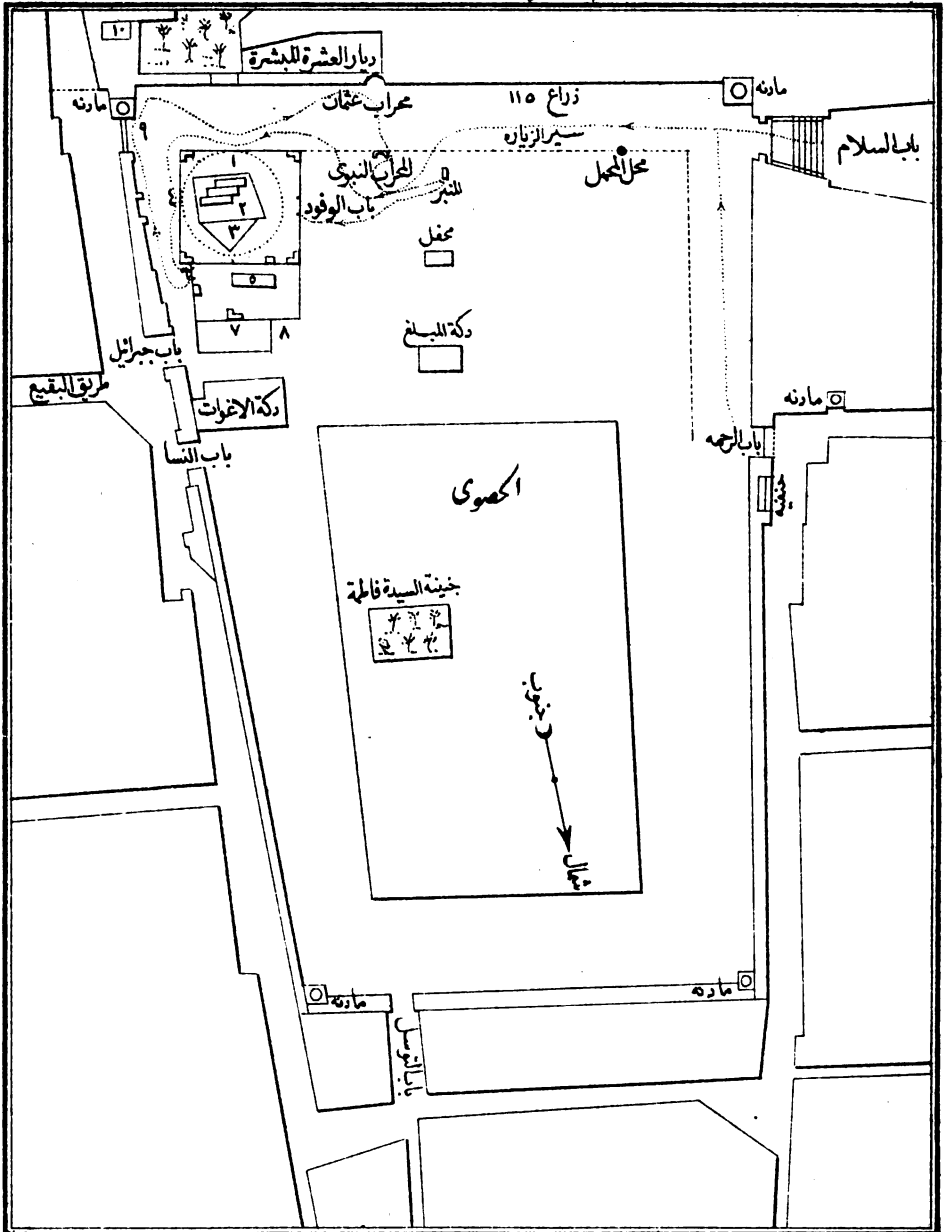 ١٠
ديار العشرة المبشرة
مادنه
محراب عثمان
ذراع ١١٥
مادنه
باب السلام
٩
سير الزياره
محل المحمل
المحراب النبوى
المنبر
باب الوفود
١
٢
٣
٤
محفل
٥
٧
٨
دكة المبلغ
باب جبرائيل
طريق البقيع
دكة الاغوات
مادنه
باب الرحمه
باب النسا
حنفيه
الحصوى
جنينة السيدة فاطمة
جنوب
شمال
مادنه
مادنه
باب التوسل